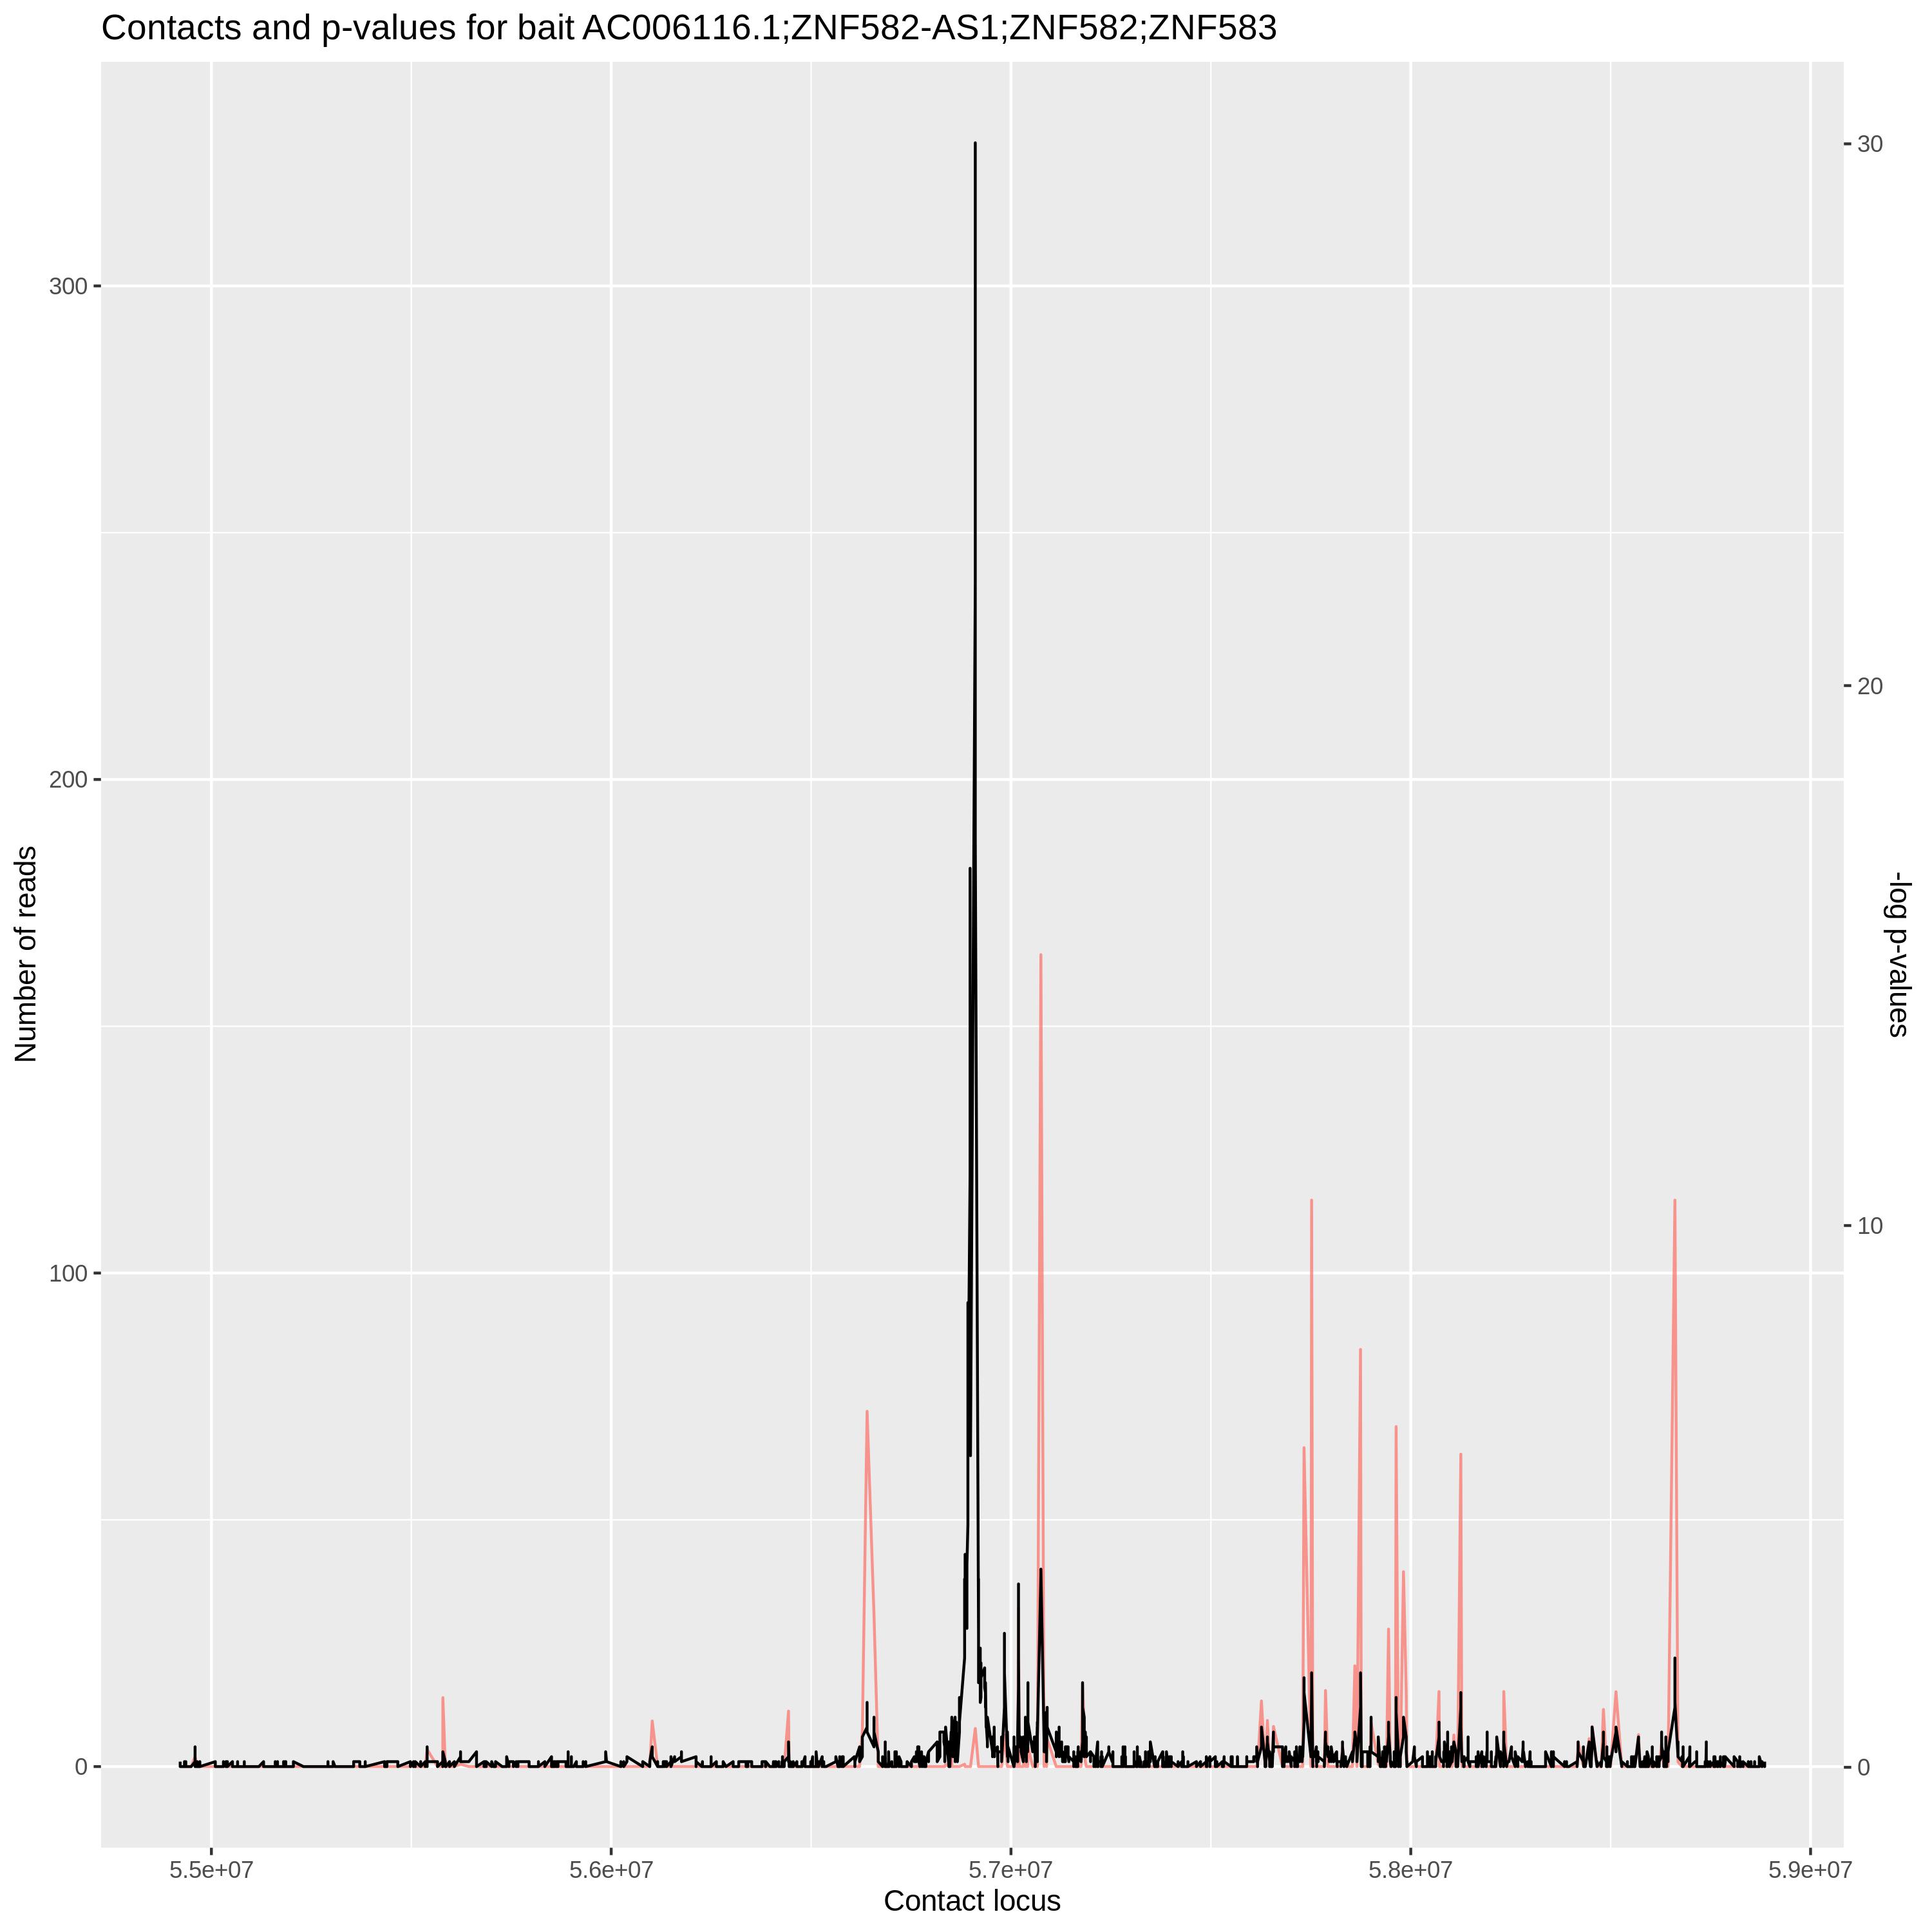 Contacts and p-values for bait AC006116.1;ZNF582-AS1;ZNF582;ZNF583
Number of reads
300
200
100
0
30
20
10
0
-log p-values
5.5e+07 5.6e+07 5.7e+07 5.8e+07 5.9e+07
Contact locus